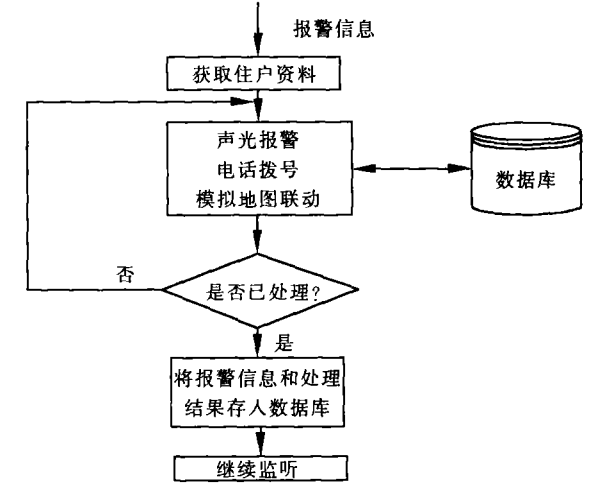 报警信息
获取住户资料
声光报警
电话拨号
模拟地图联动
数据库
否
是否已处理?
是
将报警信息和处理
结果存人数据库
继续监听